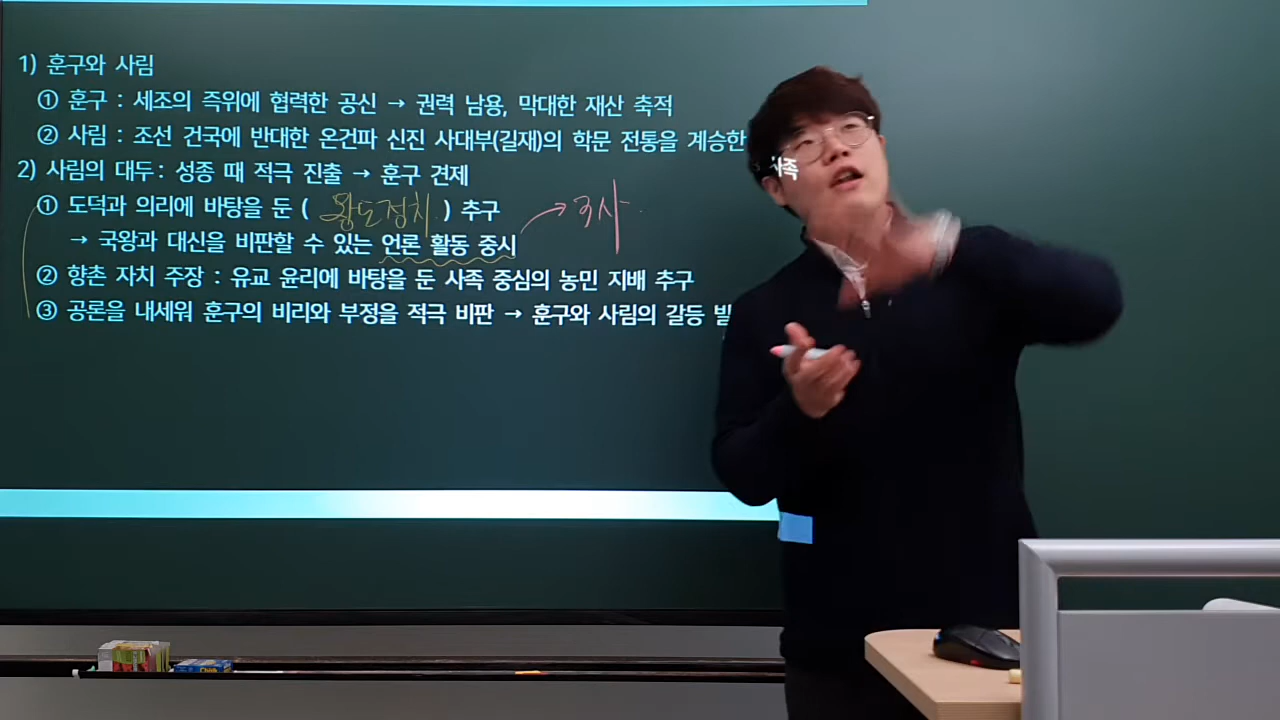 1) 훈구와 사림
① 훈구 : 세조의 즉위에 협력한 공신 → 권력 남용, 막대한 재산 축적
② 사림 : 조선 건국에 반대한 온건파 신진 사대부(길재)의 학문 전통을 계승한 사족
2) 사림의 대두 : 성종 때 적극 진출 → 훈구 견제
① 도덕과 의리에 바탕을 둔 ( 왕도정치 ) 추구
→ 국왕과 대신을 비판할 수 있는 언론 활동 중시 → 3사
② 향촌 자치 주장 : 유교 윤리에 바탕을 둔 사족 중심의 농민 지배 추구
③ 공론을 내세워 훈구의 비리와 부정을 적극 비판 → 훈구와 사림의 갈등